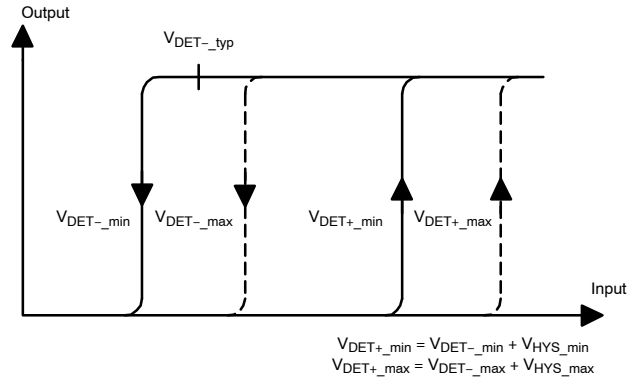 Output
VDET−_typ
VDET−_min
VDET−_max
VDET+_min
VDET+_max
Input
VDET+_min = VDET−_min + VHYS_min
VDET+_max = VDET−_max + VHYS_max